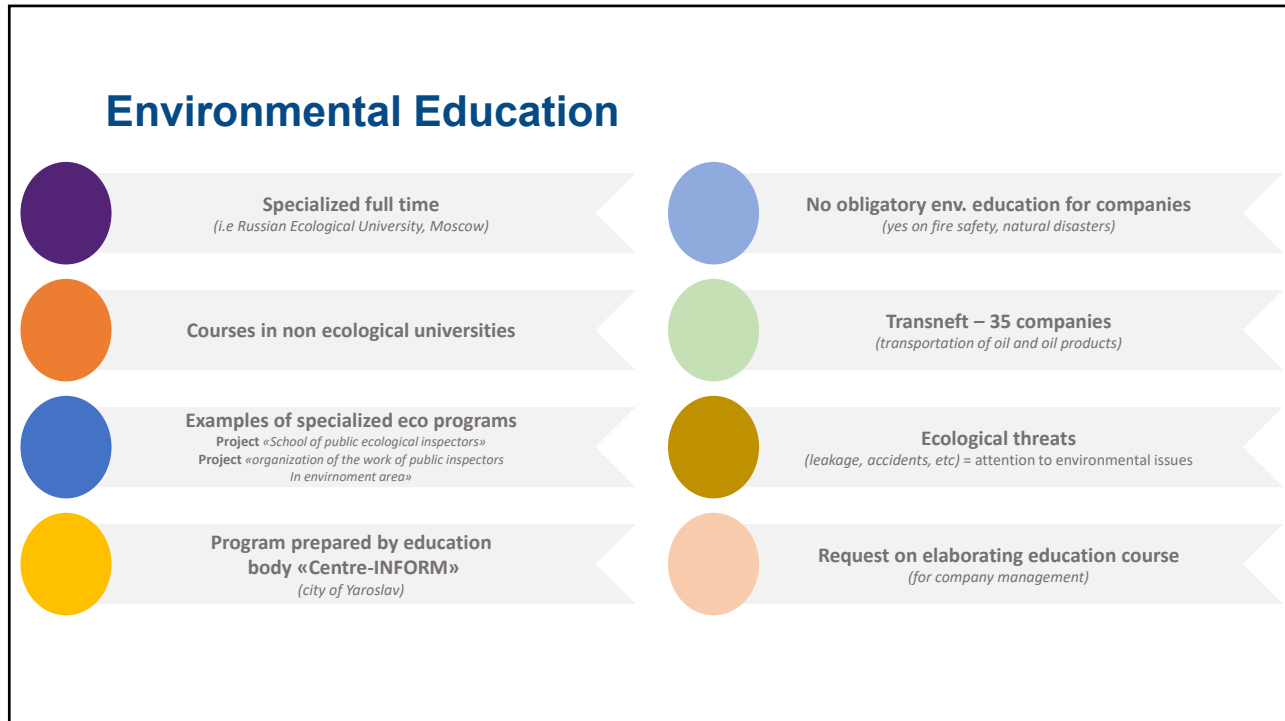 Environmental Education
Specialized full time
(i.e Russian Ecological University, Moscow)
Courses in non ecological universities
Examples of specialized eco programs
Project «School of public ecological inspectors»
Project «organization of the work of public inspectors
In envirnoment area»
Program prepared by education
body «Centre-INFORM»
(city of Yaroslav)
No obligatory env. education for companies
(yes on fire safety, natural disasters)
Transneft – 35 companies
(transportation of oil and oil products)
Ecological threats
(leakage, accidents, etc) = attention to environmental issues
Request on elaborating education course
(for company management)